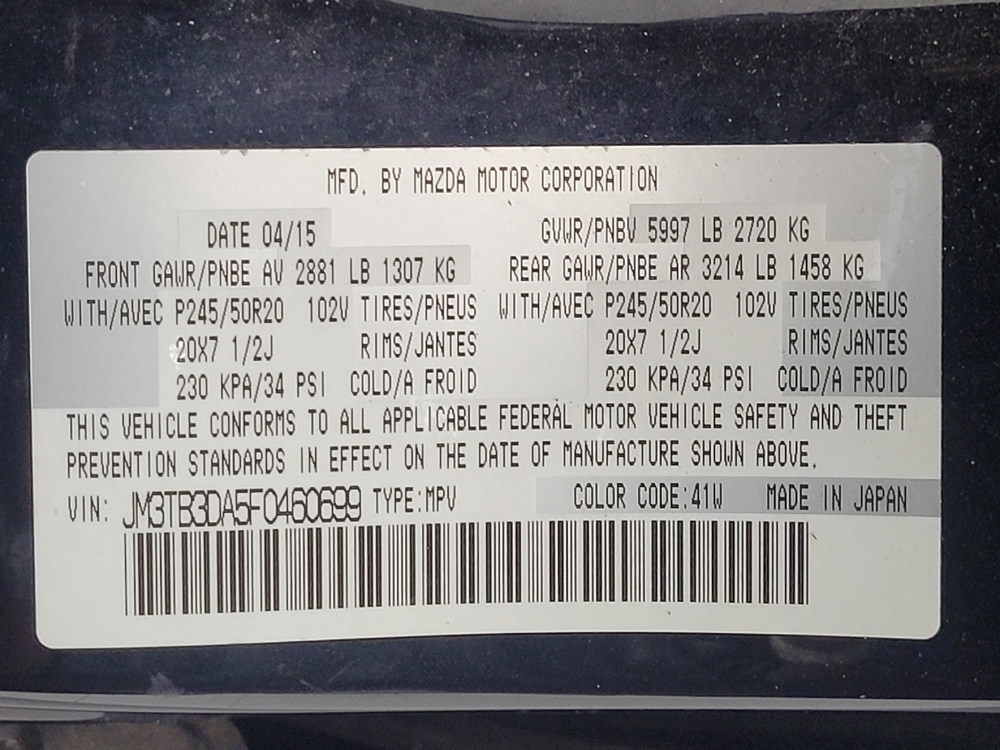 MFD. BY MAZDA MOTOR CORPORATION
DATE 04/15 GVWR/PNBV 5997 LB 2720 KG
FRONT GAWR/PNBE AV 2881 LB 1307 KG REAR GAWR/PNBE AR 3214 LB 1458 KG
WITH/AVEC P245/50R20 102V TIRES/PNEUS WITH/AVEC P245/50R20 102V TIRES/PNEUS
20X7 1/2J RIMS/JANTES 20X7 1/2J RIMS/JANTES
230 KPA/34 PSI COLD/A FROID 230 KPA/34 PSI COLD/A FROID
THIS VEHICLE CONFORMS TO ALL APPLICABLE FEDERAL MOTOR VEHICLE SAFETY AND THEFT
PREVENTION STANDARDS IN EFFECT ON THE DATE OF MANUFACTURE SHOWN ABOVE.
VIN: JM3TB3DA5F0460699 TYPE:MPV COLOR CODE:41W MADE IN JAPAN